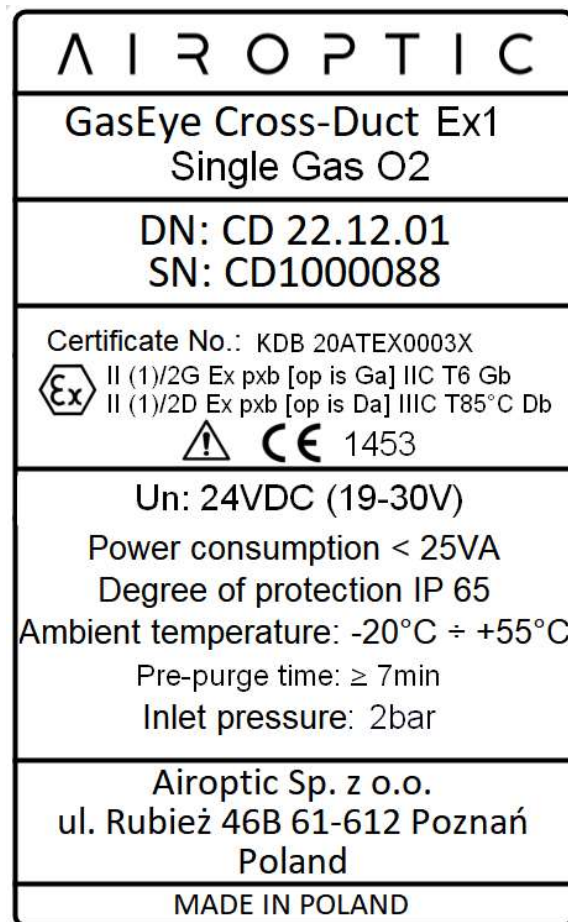 AIROPTIC
GasEye Cross-Duct Ex1
Single Gas O2
DN: CD 22.12.01
SN: CD1000088
Certificate No.: KDB 20ATEX0003X
Ex II (1)/2G Ex pxb [op is Ga] IIC T6 Gb
II (1)/2D Ex pxb [op is Da] IIIC T85°C Db
CE 1453
Un: 24VDC (19-30V)
Power consumption < 25VA
Degree of protection IP 65
Ambient temperature: -20°C ÷ +55°C
Pre-purge time: ≥ 7min
Inlet pressure: 2bar
Airoptic Sp. z o.o.
ul. Rubież 46B 61-612 Poznań
Poland
MADE IN POLAND